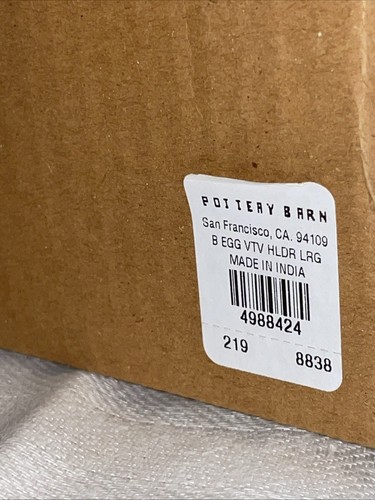 POTTERY BARN
San Francisco, CA. 94109
B EGG VTV HLDR LRG
MADE IN INDIA
4988424
219 8838